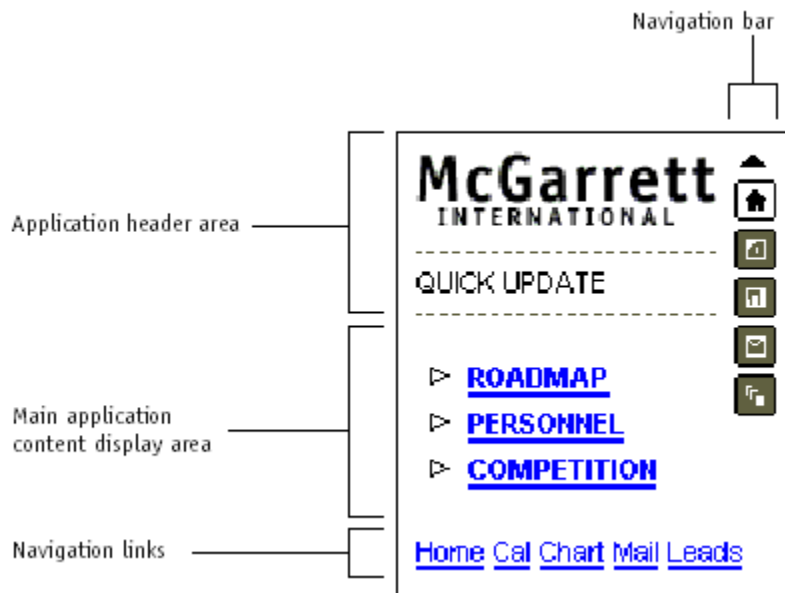 Navigation bar
McGarrett
INTERNATIONAL
Application header area
QUICK UPDATE
ROADMAP
Main application
content display area
PERSONNEL
COMPETITION
Navigation links
Home Cal Chart Mail Leads